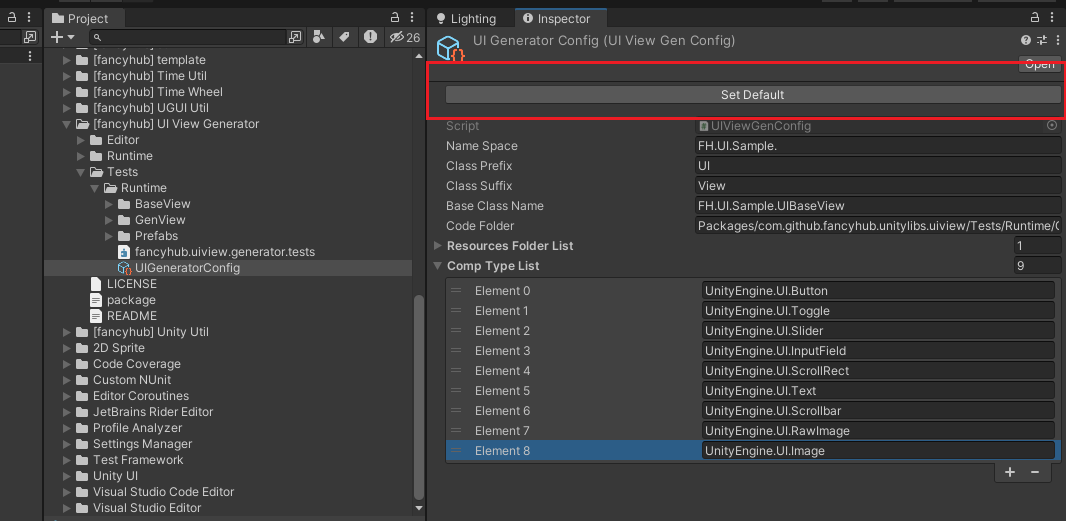 Project
26
[fancyhub] template
[fancyhub] Time Util
[fancyhub] Time Wheel
[fancyhub] UGUI Util
[fancyhub] UI View Generator
Editor
Runtime
Tests
Runtime
BaseView
GenView
Prefabs
fancyhub.uiview.generator.tests
UIGeneratorConfig
LICENSE
package
README
[fancyhub] Unity Util
2D Sprite
Code Coverage
Custom NUnit
Editor Coroutines
JetBrains Rider Editor
Profile Analyzer
Settings Manager
Test Framework
Unity UI
Visual Studio Code Editor
Visual Studio Editor
Lighting
Inspector
UI Generator Config (UI View Gen Config)
Open
Set Default
Script UIViewGenConfig
Name Space FH.UI.Sample.
Class Prefix UI
Class Suffix View
Base Class Name FH.UI.Sample.UIBaseView
Code Folder Packages/com.github.fancyhub.unitylibs.uiview/Tests/Runtime/
Resources Folder List 1
Comp Type List 9
Element 0 UnityEngine.UI.Button
Element 1 UnityEngine.UI.Toggle
Element 2 UnityEngine.UI.Slider
Element 3 UnityEngine.UI.InputField
Element 4 UnityEngine.UI.ScrollRect
Element 5 UnityEngine.UI.Text
Element 6 UnityEngine.UI.Scrollbar
Element 7 UnityEngine.UI.RawImage
Element 8 UnityEngine.UI.Image